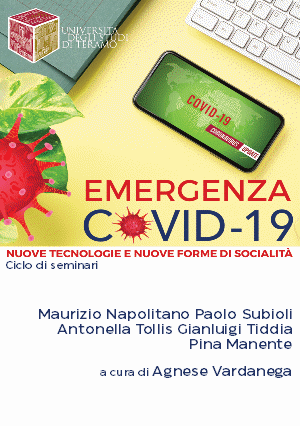 UNIVERSITÀ
DEGLI STUDI
DI TERAMO
COVID-19
CORONAVIRUS UPDATE
EMERGENZA
COVID-19
NUOVE TECNOLOGIE E NUOVE FORME DI SOCIALITÀ
Ciclo di seminari
Maurizio Napolitano Paolo Subioli
Antonella Tollis Gianluigi Tiddia
Pina Manente
a cura di Agnese Vardanega